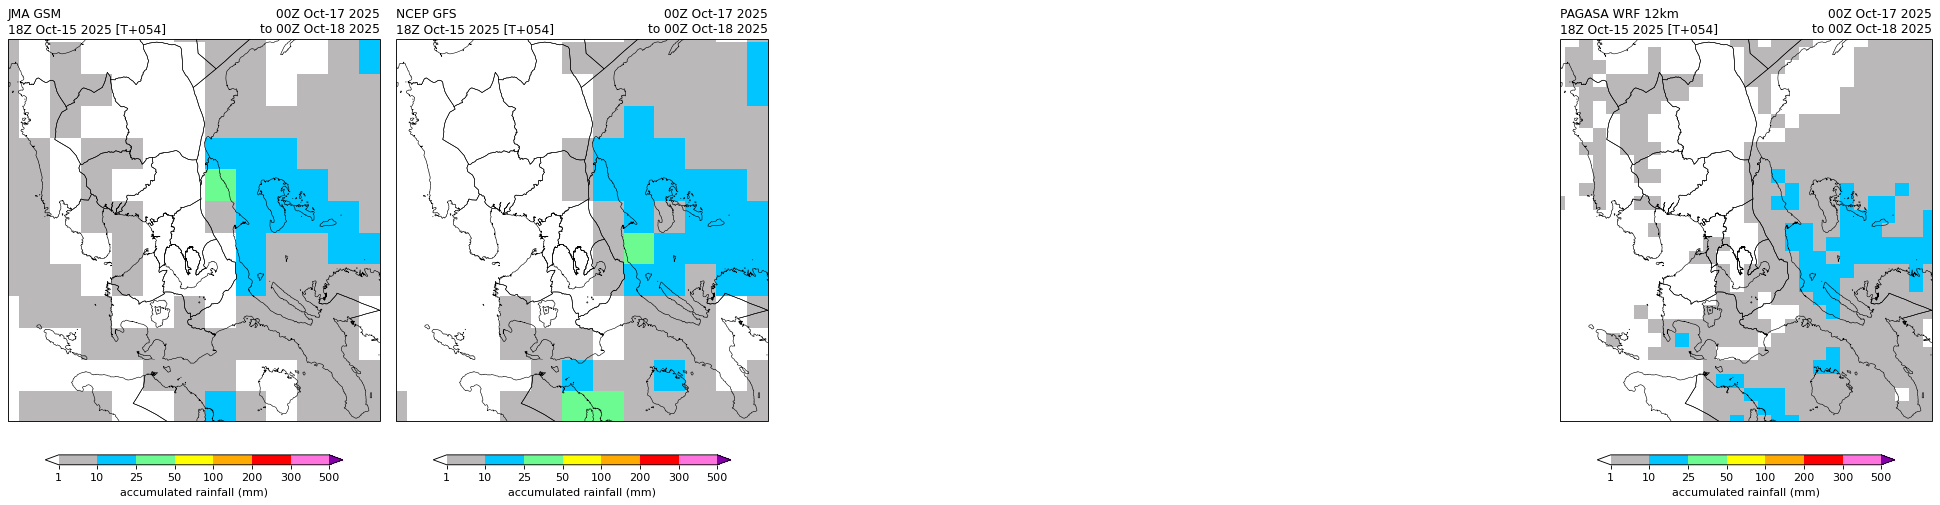 JMA GSM 00Z Oct-17 2025
18Z Oct-15 2025 [T+054] to 00Z Oct-18 2025
1 10 25 50 100 200 300 500
accumulated rainfall (mm)
NCEP GFS 00Z Oct-17 2025
18Z Oct-15 2025 [T+054] to 00Z Oct-18 2025
1 10 25 50 100 200 300 500
accumulated rainfall (mm)
PAGASA WRF 12km 00Z Oct-17 2025
18Z Oct-15 2025 [T+054] to 00Z Oct-18 2025
1 10 25 50 100 200 300 500
accumulated rainfall (mm)